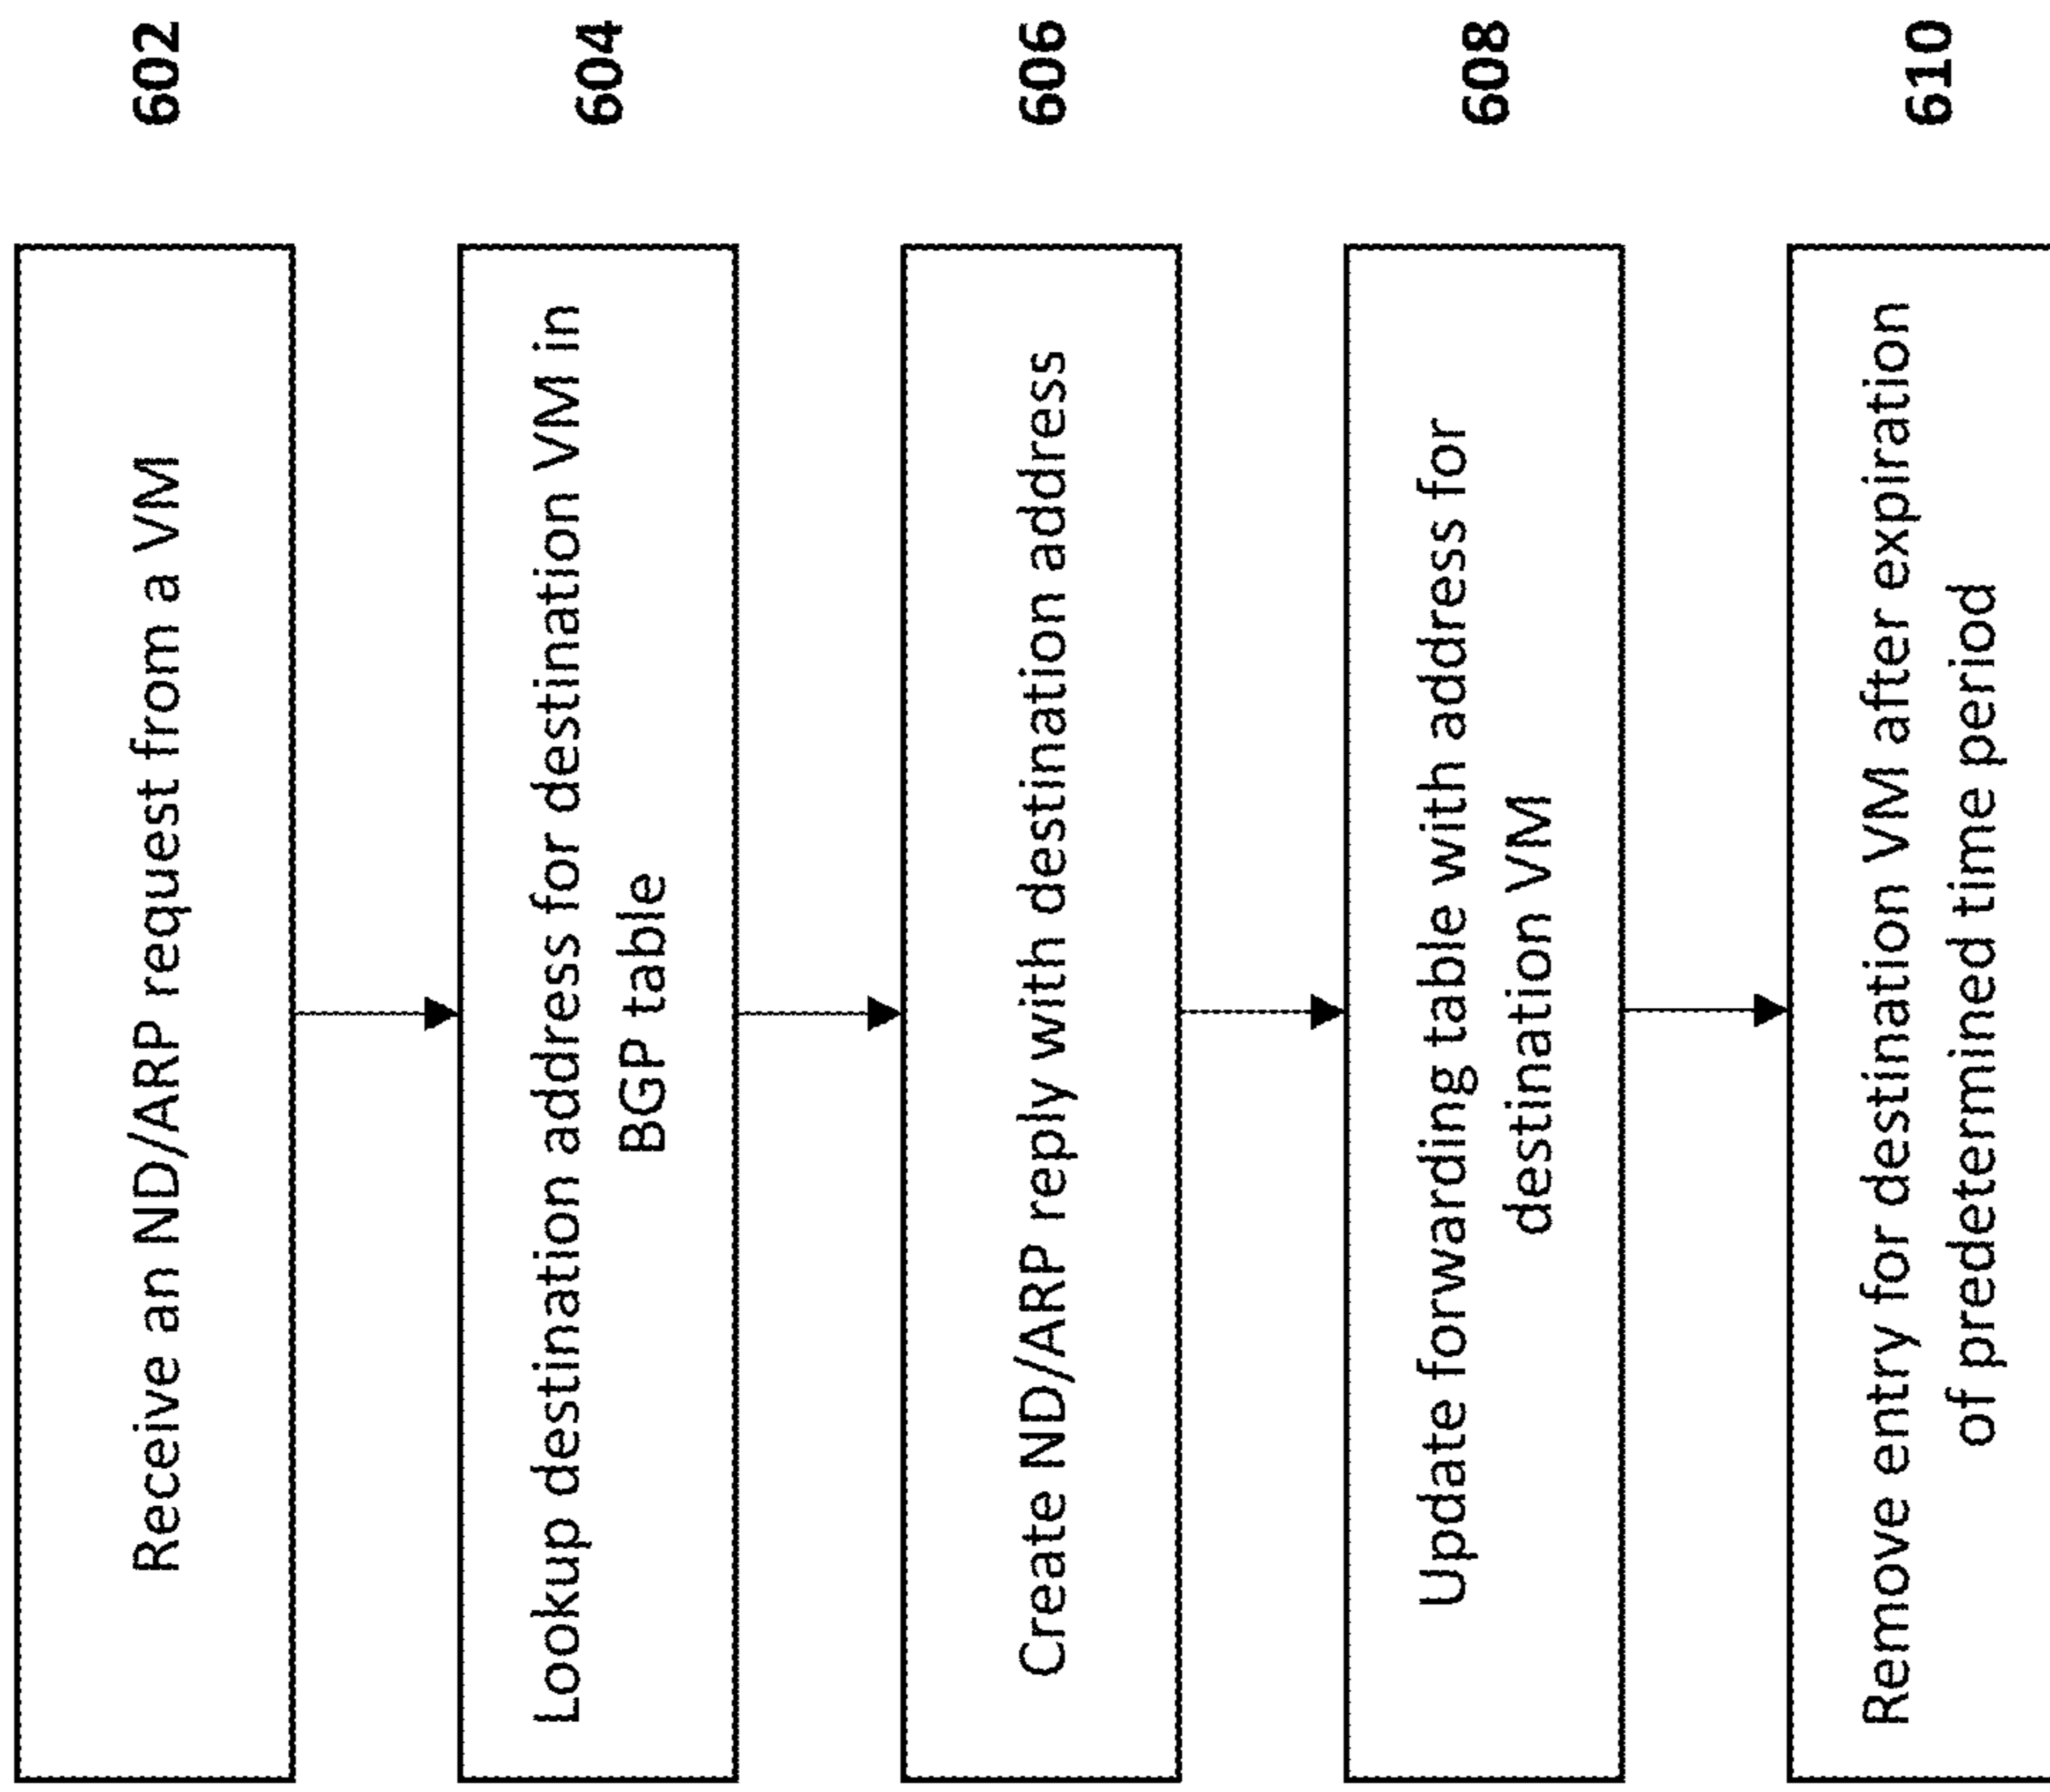 Receive an ND/ARP request from a VM
602
Lookup destination address for destination VM in
BGP table
604
Create ND/ARP reply with destination address
606
Update forwarding table with address for
destination VM
608
Remove entry for destination VM after expiration
of predetermined time period
610